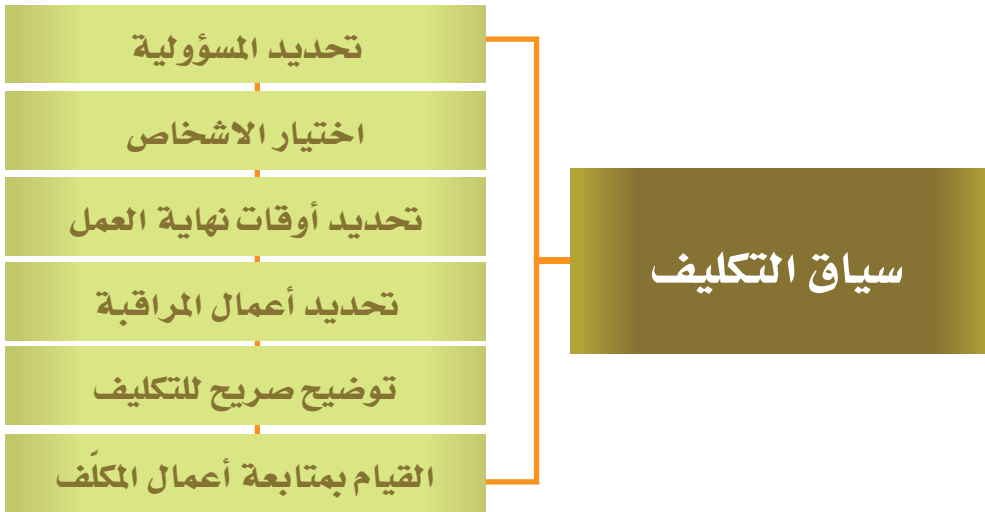 سياق التكليف
تحديد المسؤولية
اختيار الاشخاص
تحديد أوقات نهاية العمل
تحديد أعمال المراقبة
توضيح صريح للتكليف
القيام بمتابعة أعمال المكلّف